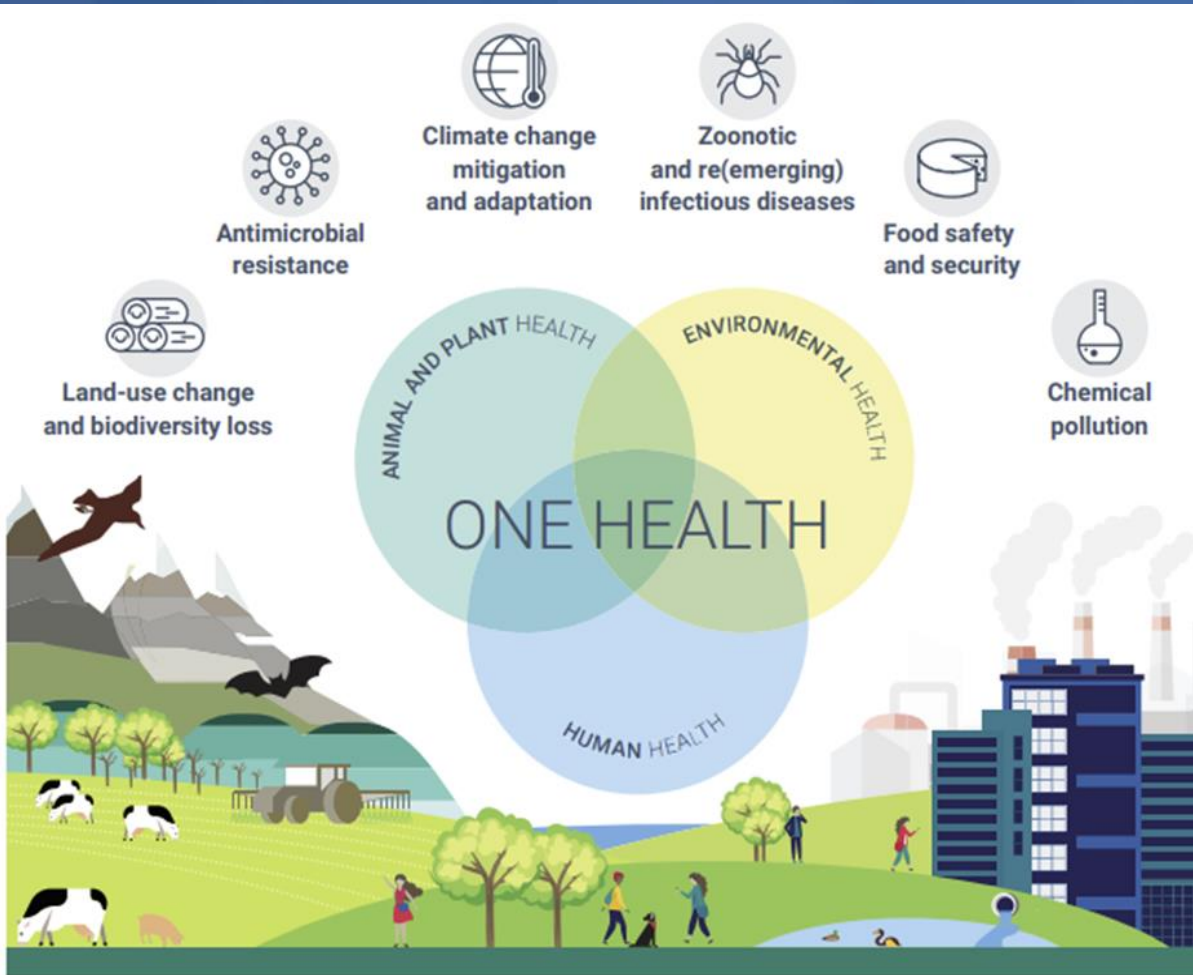 Climate change
mitigation
and adaptation
Zoonotic
and re(emerging)
infectious diseases
Antimicrobial
resistance
Food safety
and security
Land-use change
and biodiversity loss
Chemical
pollution
ANIMAL AND PLANT HEALTH
ENVIRONMENTAL HEALTH
ONE HEALTH
HUMAN HEALTH